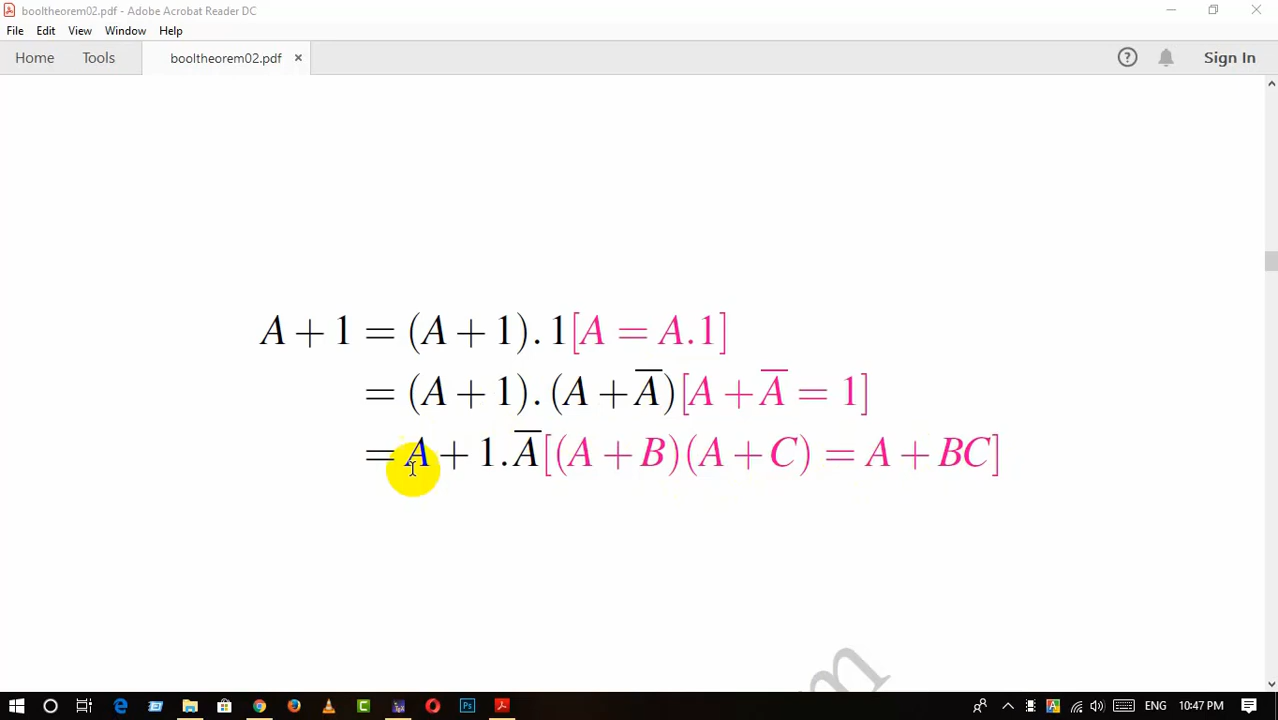 booltheorem02.pdf - Adobe Acrobat Reader DC
File Edit View Window Help
Home Tools booltheorem02.pdf × Sign In
A + 1 = (A + 1). 1[A = A.1]
= (A + 1). (A + A̅)[A + A̅ = 1]
= A + 1. A̅[(A + B)(A + C) = A + BC]
m
ENG 10:47 PM